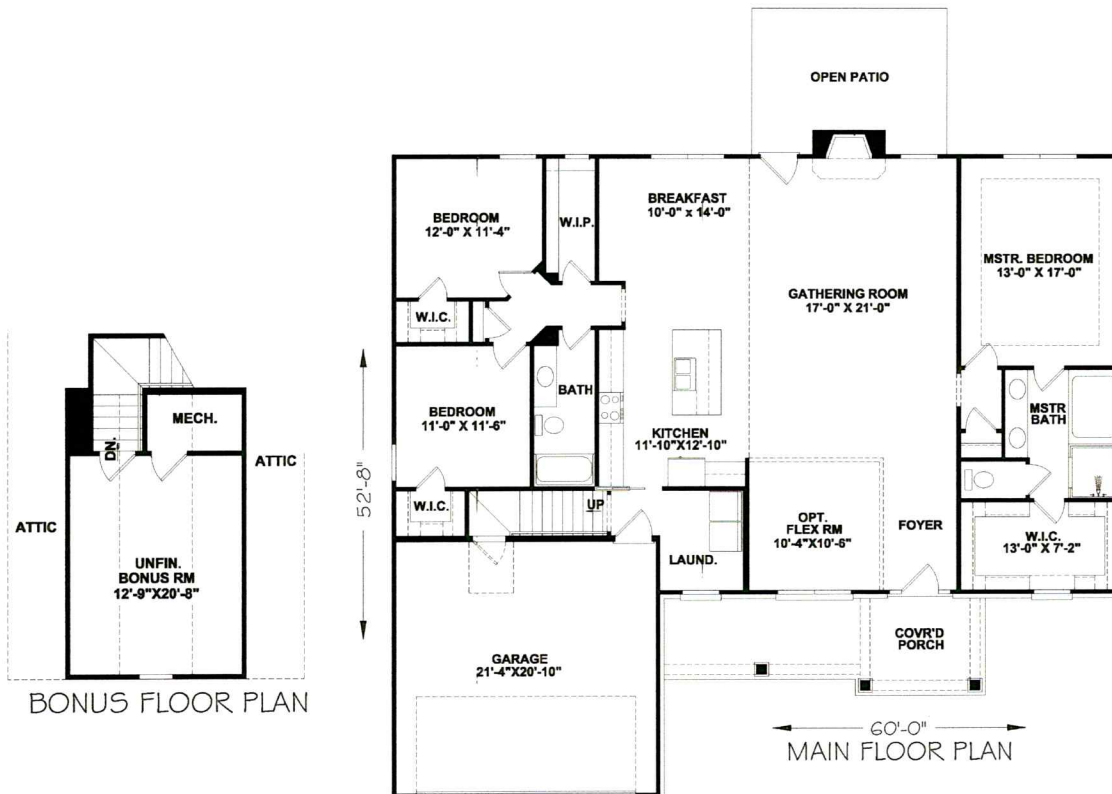 OPEN PATIO
BREAKFAST
10'-0" x 14'-0"
BEDROOM
12'-0" X 11'-4"
W.I.P.
MSTR. BEDROOM
13'-0" X 17'-0"
GATHERING ROOM
17'-0" X 21'-0"
W.I.C.
BATH
MSTR
BATH
BEDROOM
11'-0" X 11'-6"
KITCHEN
11'-10"X12'-10"
W.I.C.
UP
OPT.
FLEX RM
10'-4"X10'-6"
FOYER
W.I.C.
13'-0" X 7'-2"
LAUND.
COVR'D
PORCH
GARAGE
21'-4"X20'-10"
52'-8"
60'-0"
MAIN FLOOR PLAN
MECH.
DN.
ATTIC
ATTIC
UNFIN.
BONUS RM
12'-9"X20'-8"
BONUS FLOOR PLAN